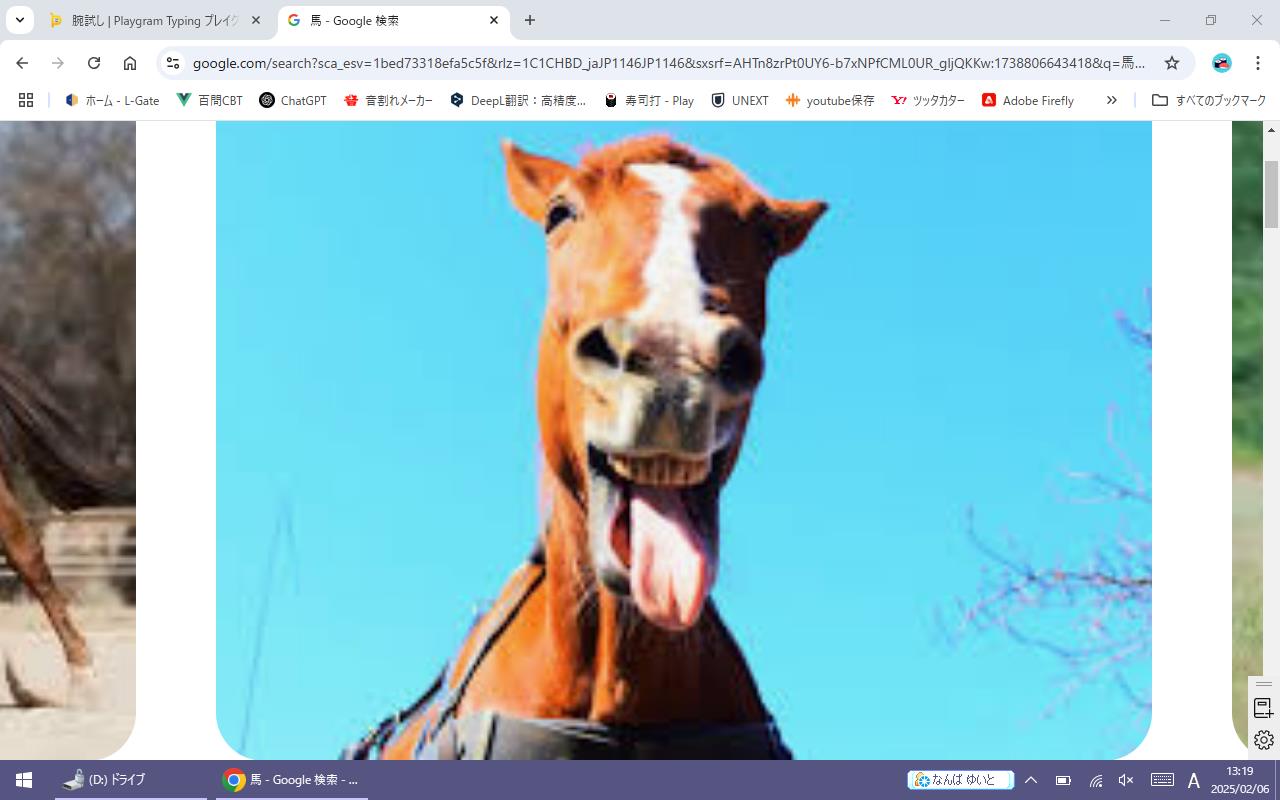 腕試し | Playgram Typing プレイグ
馬 - Google 検索
google.com/search?sca_esv=1bed73318efa5c5f&rlz=1C1CHBD_jaJP1146JP1146&sxsrf=AHTn8zrPt0UY6-b7xNPfCML0UR_gIjQKKw:1738806643418&q=馬...
ホーム - L-Gate
百問CBT
ChatGPT
音割れメーカー
DeepL翻訳：高精度...
寿司打 - Play
UNEXT
youtube保存
ツッタカター
Adobe Firefly
すべてのブックマーク
(D:) ドライブ
馬 - Google 検索 - ...
なんば ゆいと
A
13:19
2025/02/06